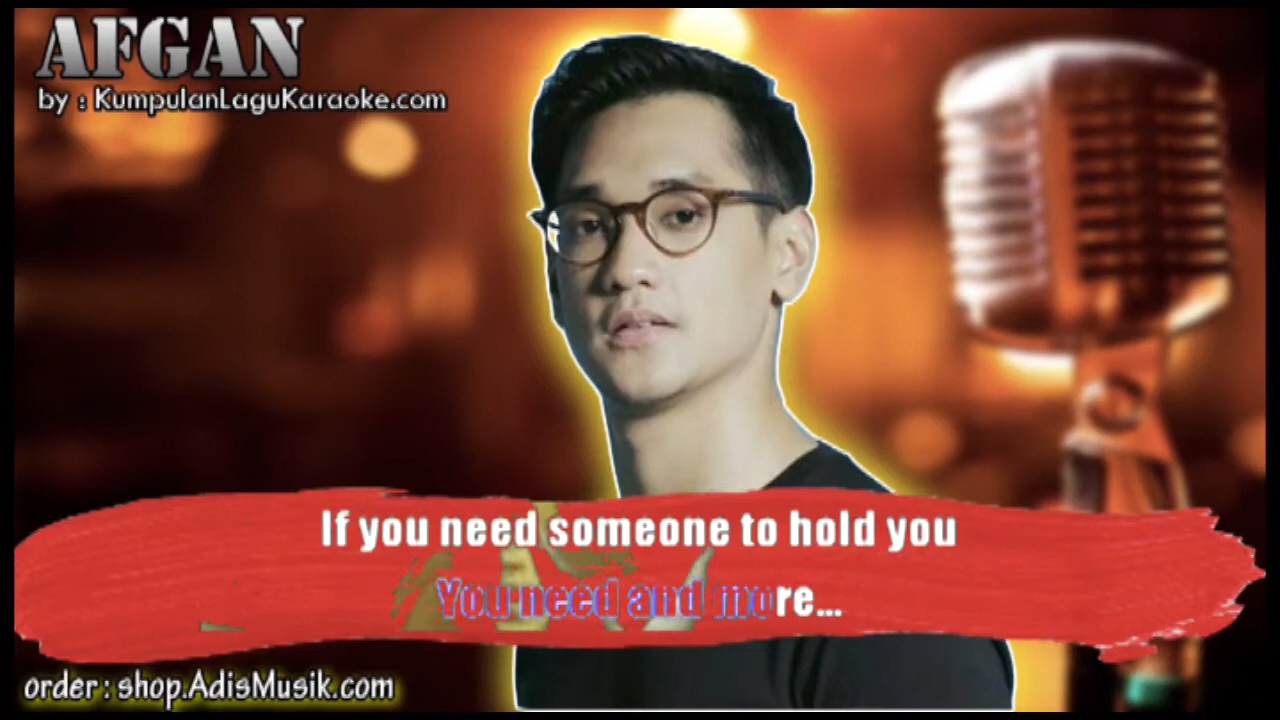 AFGAN
by : KumpulanLaguKaraoke.com
If you need someone to hold you
You need and more...
order : shop.AdisMusik.com